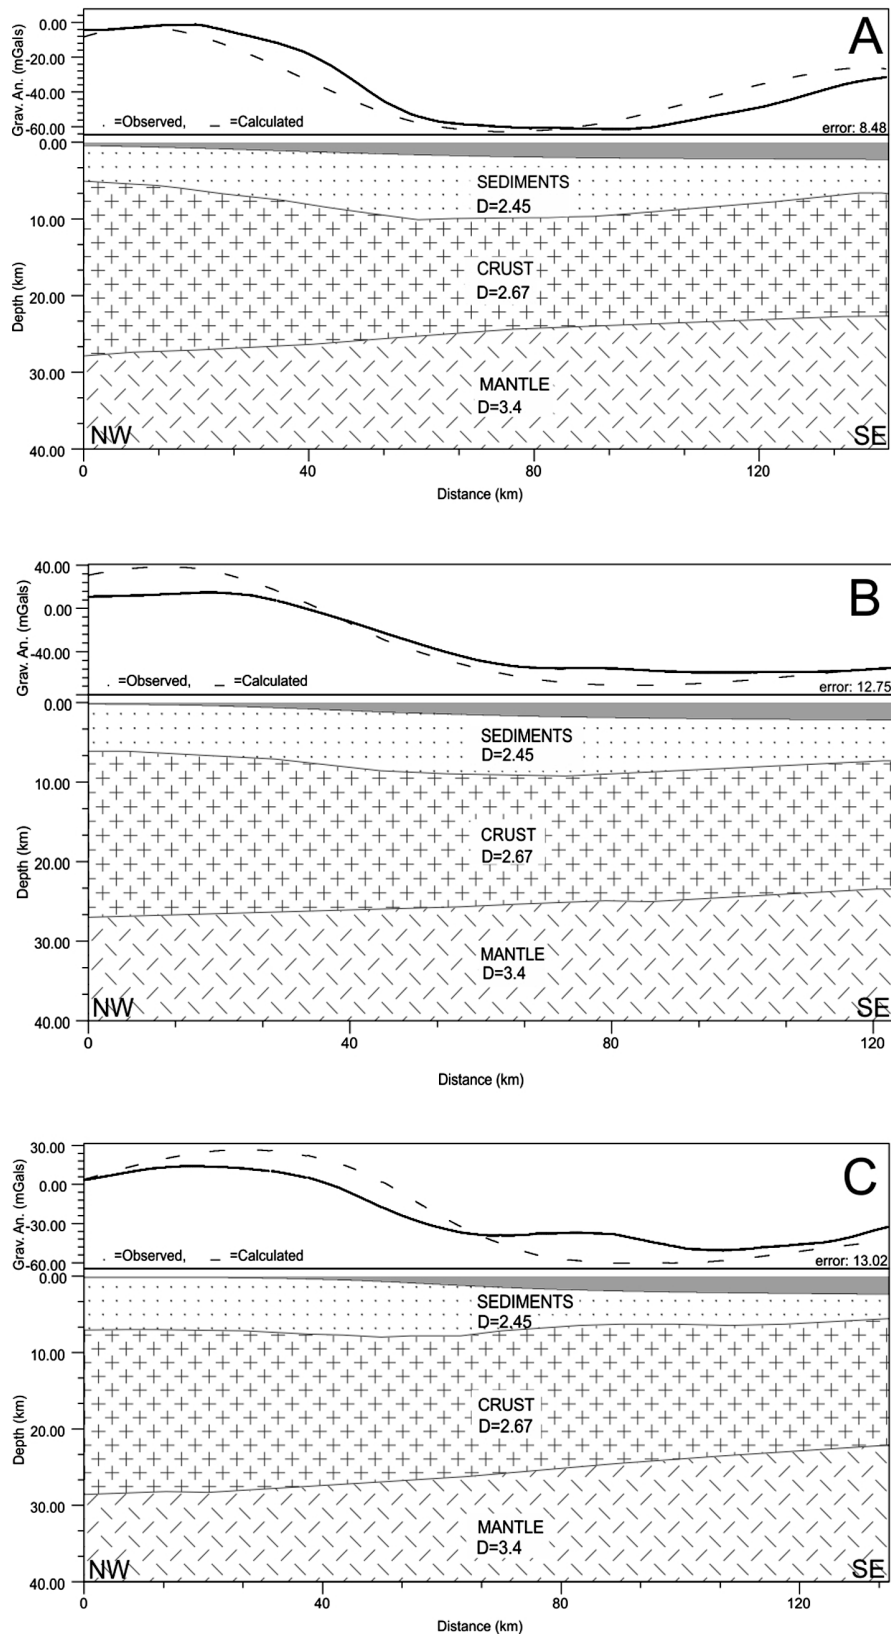 A
Grav. An. (mGals)
0.00
-20.00
-40.00
-60.00
. =Observed, _ =Calculated
error: 8.48
Depth (km)
0.00
10.00
20.00
30.00
40.00
SEDIMENTS
D=2.45
CRUST
D=2.67
MANTLE
D=3.4
NW
SE
0
40
80
120
Distance (km)
B
Grav. An. (mGals)
40.00
0.00
-40.00
. =Observed, _ =Calculated
error: 12.75
Depth (km)
0.00
10.00
20.00
30.00
40.00
SEDIMENTS
D=2.45
CRUST
D=2.67
MANTLE
D=3.4
NW
SE
0
40
80
120
Distance (km)
C
Grav. An. (mGals)
30.00
0.00
-30.00
-60.00
. =Observed, _ =Calculated
error: 13.02
Depth (km)
0.00
10.00
20.00
30.00
40.00
SEDIMENTS
D=2.45
CRUST
D=2.67
MANTLE
D=3.4
NW
SE
0
40
80
120
Distance (km)